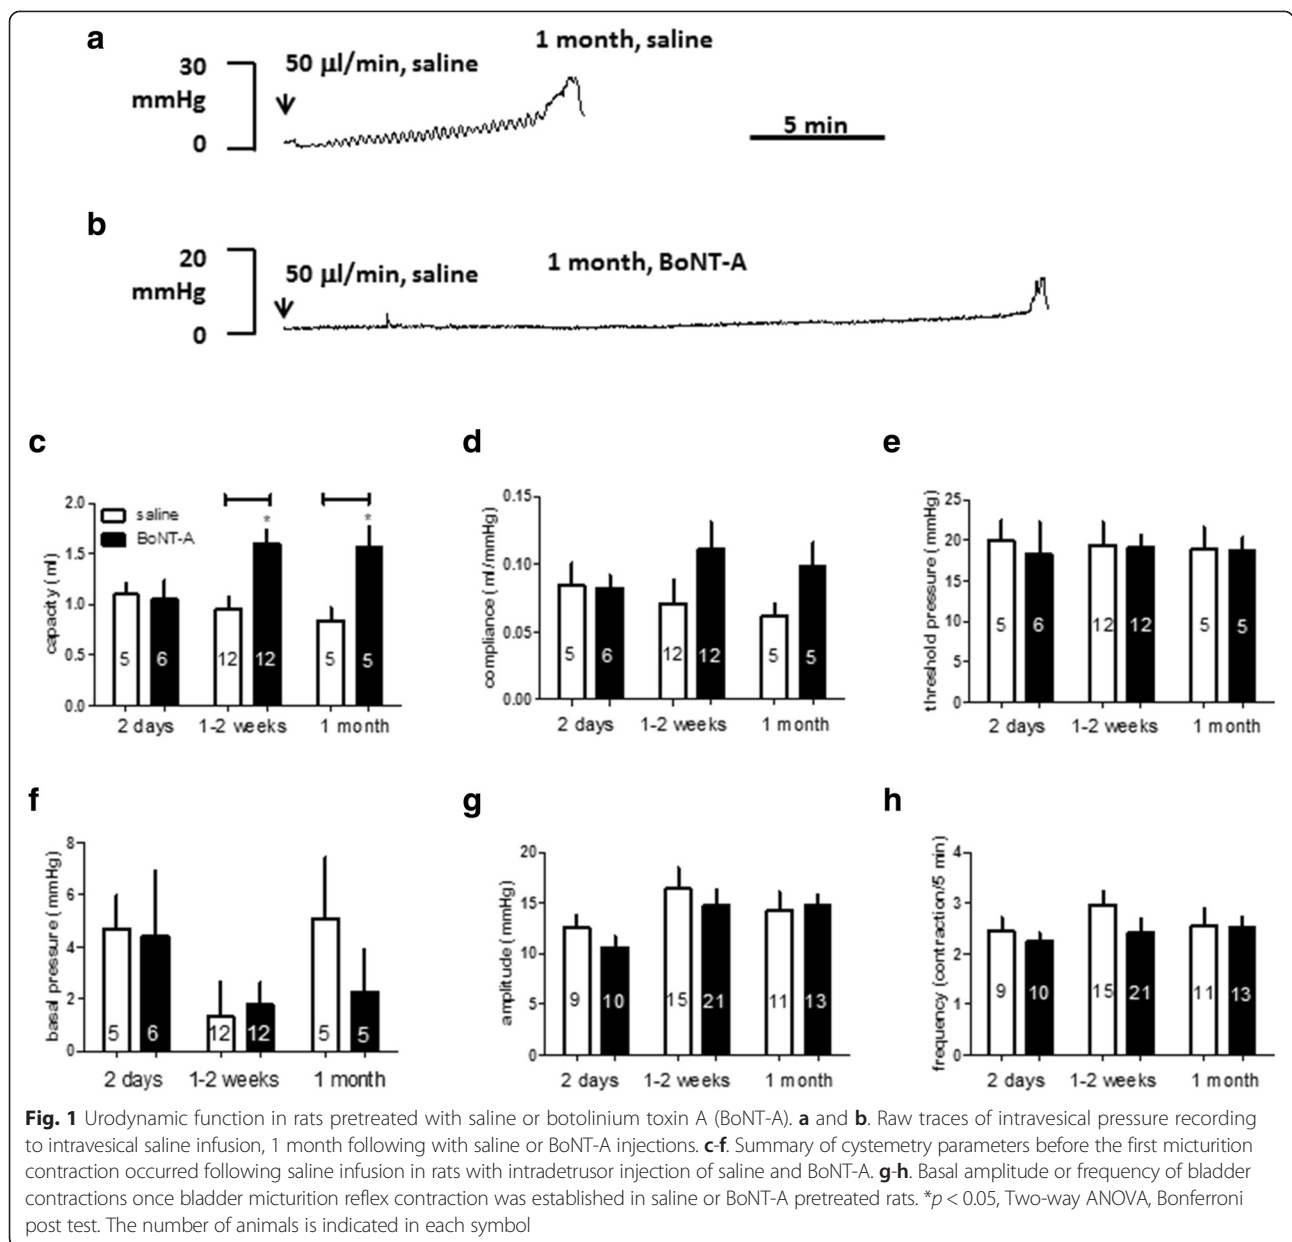 a
1 month, saline
30
mmHg
0
50 µl/min, saline
5 min
b
20
mmHg
0
50 µl/min, saline
1 month, BoNT-A
c
capacity (ml)
2.0
1.5
1.0
0.5
0.0
saline
BoNT-A
* *
5 6 12 12 5 5
2 days 1-2 weeks 1 month
d
compliance (ml/mmHg)
0.15
0.10
0.05
0.00
5 6 12 12 5 5
2 days 1-2 weeks 1 month
e
threshold pressure (mmHg)
25
20
15
10
5
0
5 6 12 12 5 5
2 days 1-2 weeks 1 month
f
basal pressure (mmHg)
8
6
4
2
0
5 6 12 12 5 5
2 days 1-2 weeks 1 month
g
amplitude (mmHg)
20
15
10
5
0
9 10 15 21 11 13
2 days 1-2 weeks 1 month
h
frequency (contraction/5 min)
4
3
2
1
0
9 10 15 21 11 13
2 days 1-2 weeks 1 month
Fig. 1 Urodynamic function in rats pretreated with saline or botolinium toxin A (BoNT-A). a and b. Raw traces of intravesical pressure recording
to intravesical saline infusion, 1 month following with saline or BoNT-A injections. c-f. Summary of cystemetry parameters before the first micturition
contraction occurred following saline infusion in rats with intradetrusor injection of saline and BoNT-A. g-h. Basal amplitude or frequency of bladder
contractions once bladder micturition reflex contraction was established in saline or BoNT-A pretreated rats. *p < 0.05, Two-way ANOVA, Bonferroni
post test. The number of animals is indicated in each symbol